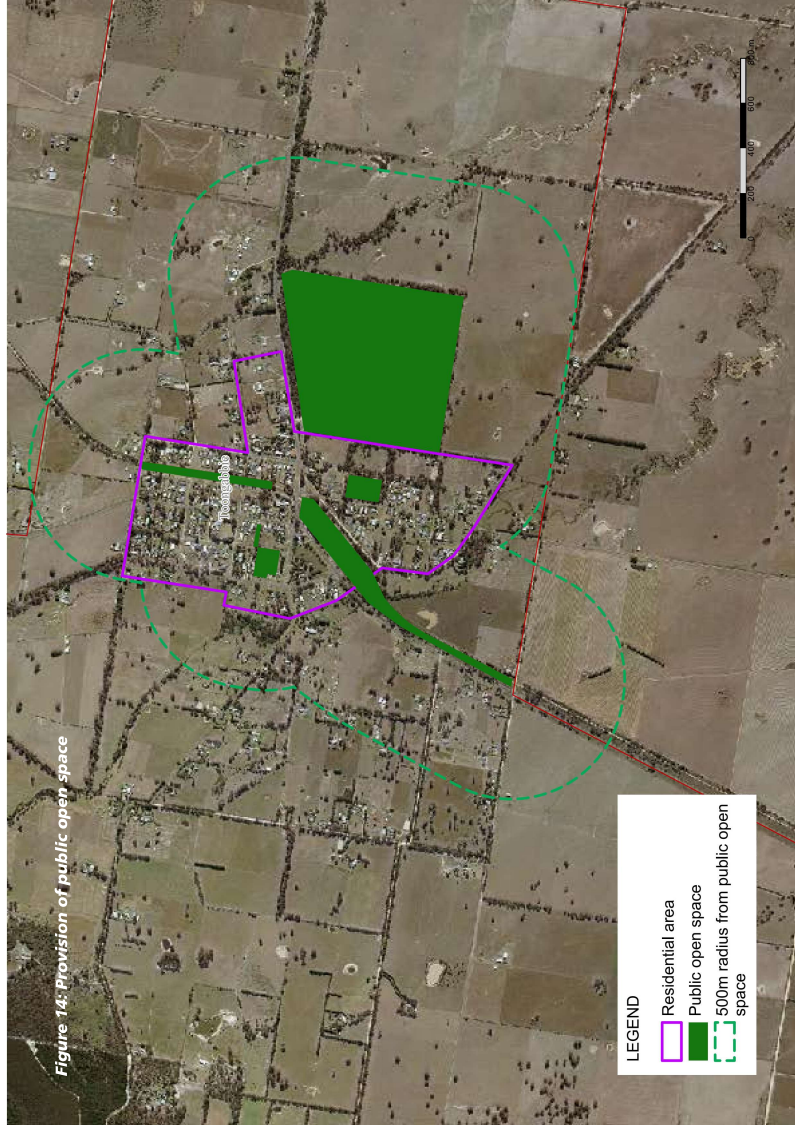 Figure 14: Provision of public open space
Toongabbie
LEGEND
Residential area
Public open space
500m radius from public open
space
0 200 400 600 800 m